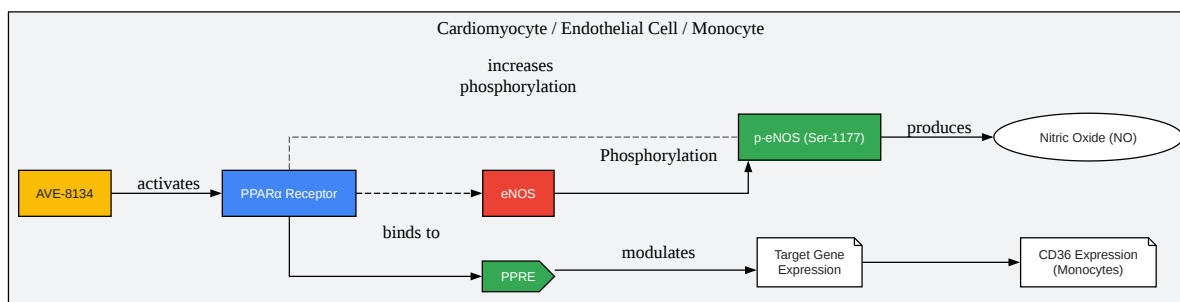 Cardiomyocyte / Endothelial Cell / Monocyte
increases
phosphorylation
p-eNOS (Ser-1177)
produces
Nitric Oxide (NO)
Phosphorylation
AVE-8134
activates
PPARα Receptor
eNOS
binds to
PPRE
modulates
Target Gene
Expression
CD36 Expression
(Monocytes)